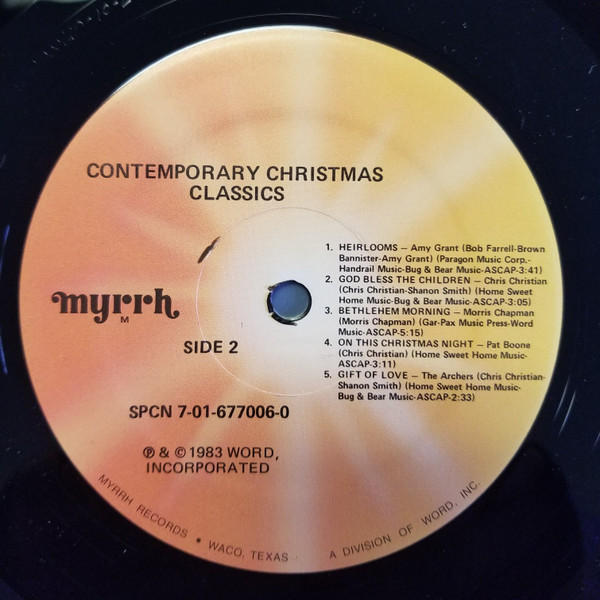 CONTEMPORARY CHRISTMAS
CLASSICS
1. HEIRLOOMS – Amy Grant (Bob Farrell-Brown
Bannister-Amy Grant) (Paragon Music Corp.-
Handrail Music-Bug & Bear Music-ASCAP-3:41)
2. GOD BLESS THE CHILDREN – Chris Christian
(Chris Christian-Shanon Smith) (Home Sweet
Home Music-Bug & Bear Music-ASCAP-3:05)
3. BETHLEHEM MORNING – Morris Chapman
(Morris Chapman) (Gar-Pax Music Press-Word
Music-ASCAP-5:15)
4. ON THIS CHRISTMAS NIGHT – Pat Boone
(Chris Christian) (Home Sweet Home Music-
ASCAP-3:11)
5. GIFT OF LOVE – The Archers (Chris Christian-
Shanon Smith) (Home Sweet Home Music-
Bug & Bear Music-ASCAP-2:33)
myrrh
M
SIDE 2
SPCN 7-01-677006-0
℗ & © 1983 WORD,
INCORPORATED
MYRRH RECORDS • WACO, TEXAS A DIVISION OF WORD, INC.